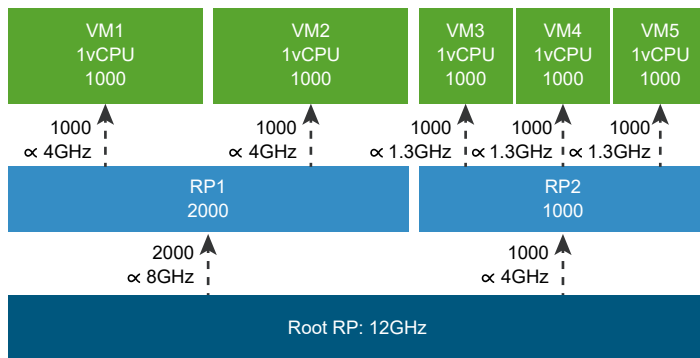 VM1
1vCPU
1000
VM2
1vCPU
1000
VM3
1vCPU
1000
VM4
1vCPU
1000
VM5
1vCPU
1000
1000
∝ 4GHz
1000
∝ 4GHz
1000
∝ 1.3GHz
1000
∝ 1.3GHz
1000
∝ 1.3GHz
RP1
2000
RP2
1000
2000
∝ 8GHz
1000
∝ 4GHz
Root RP: 12GHz